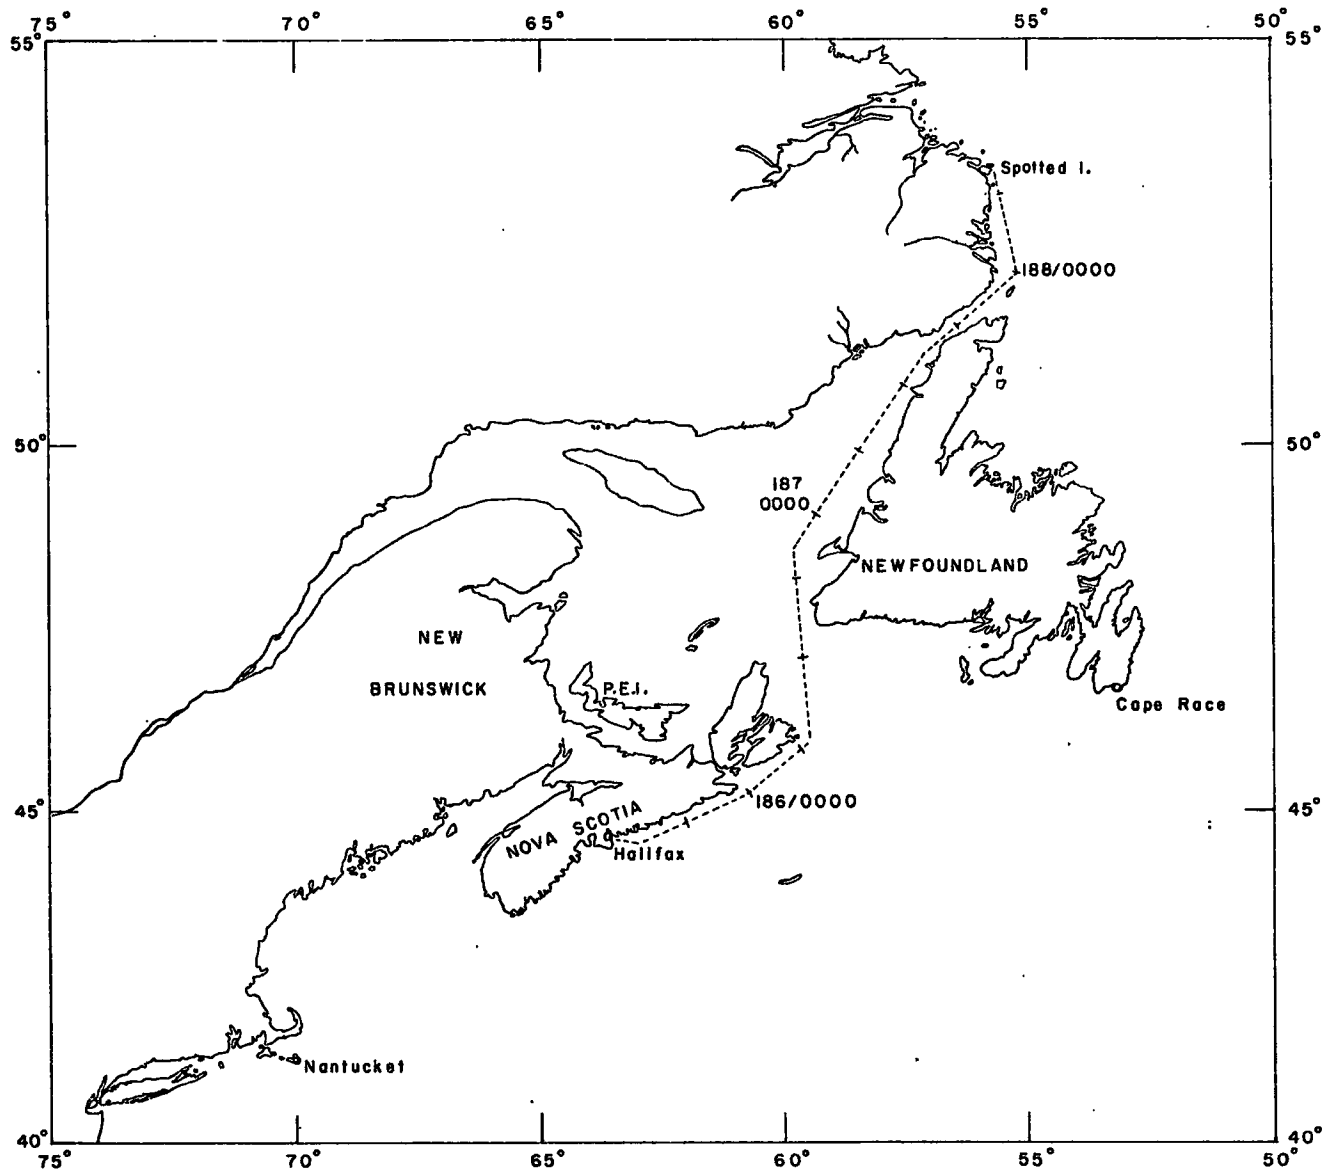 75° 70° 65° 60° 55° 50°
55° 55°
Spotted I.
188/0000
50° 50°
187
0000
NEWFOUNDLAND
NEW
BRUNSWICK
P.E.I.
Cape Race
186/0000
45° 45°
NOVA SCOTIA
Halifax
Nantucket
40° 40°
75° 70° 65° 60° 55° 50°